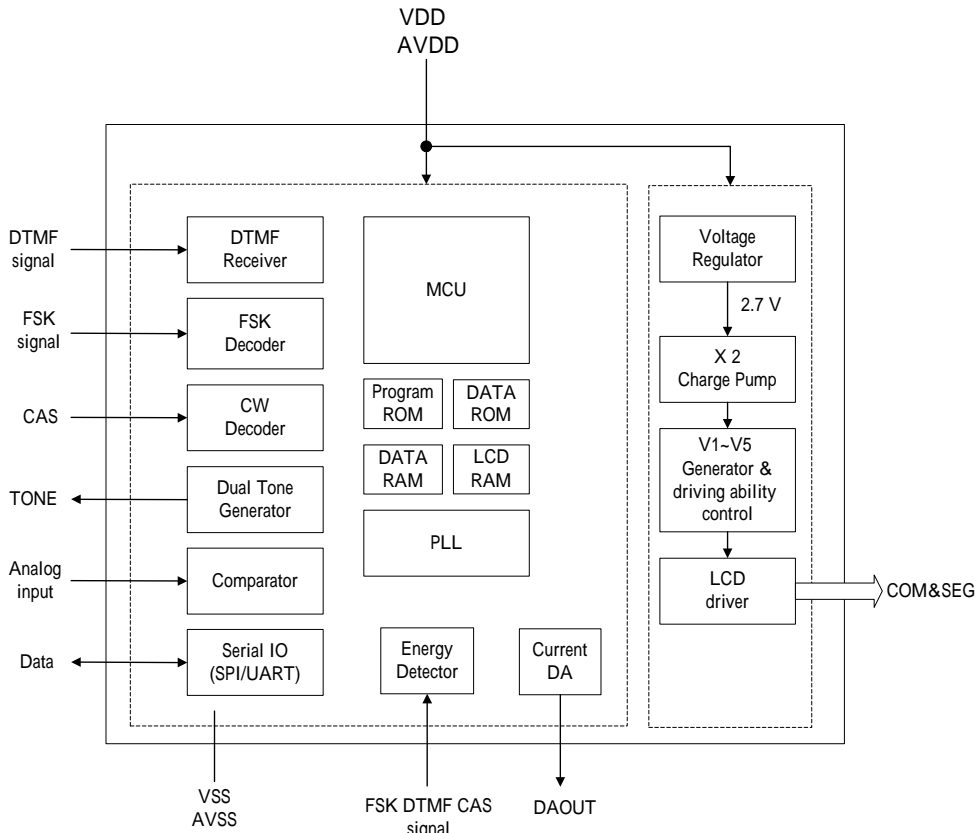 VDD
AVDD
DTMF
signal
DTMF
Receiver
FSK
signal
FSK
Decoder
CAS
CW
Decoder
TONE
Dual Tone
Generator
Analog
input
Comparator
Data
Serial IO
(SPI/UART)
VSS
AVSS
MCU
Program
ROM
DATA
ROM
DATA
RAM
LCD
RAM
PLL
Energy
Detector
Current
DA
FSK DTMF CAS
signal
DAOUT
Voltage
Regulator
2.7 V
X 2
Charge Pump
V1~V5
Generator &
driving ability
control
LCD
driver
COM&SEG